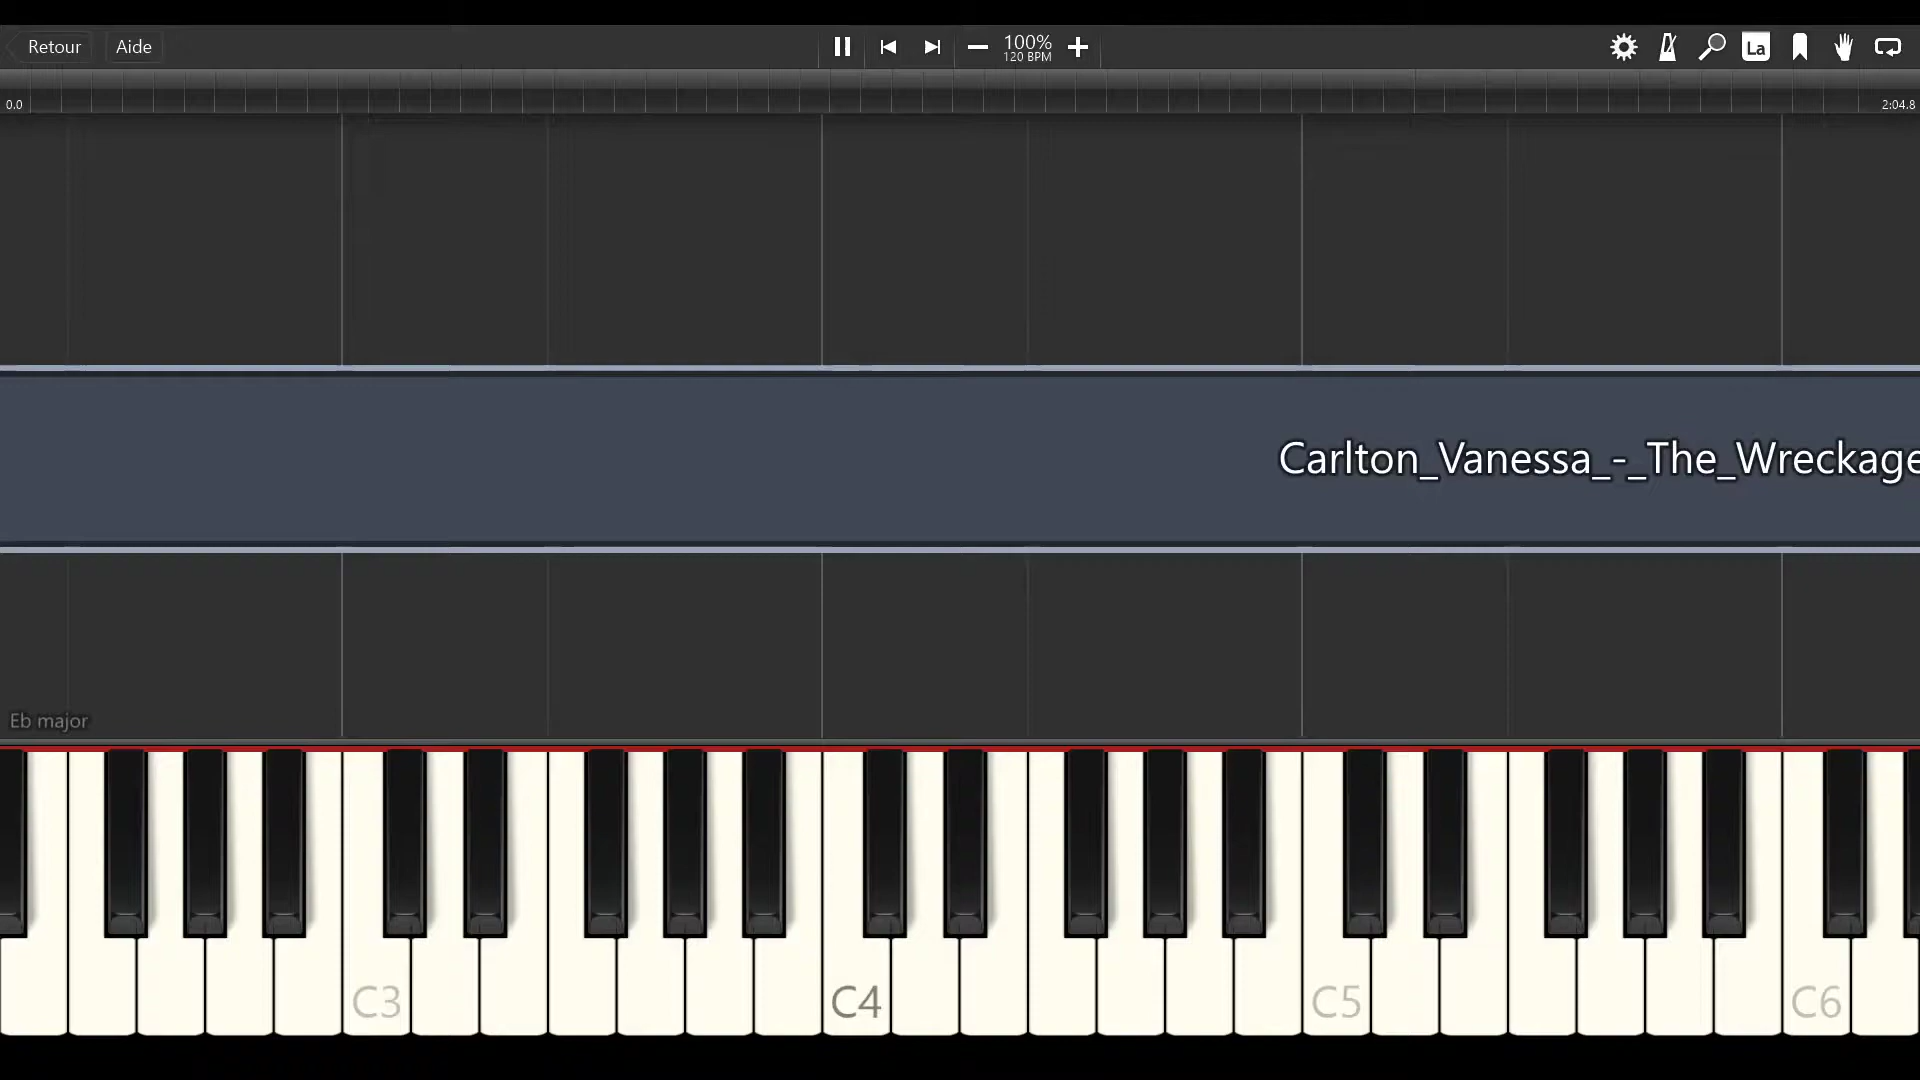 Retour Aide 100% La
120 BPM
0.0 2:04.8
Carlton_Vanessa_-_The_Wreckage
Eb major
C3 C4 C5 C6